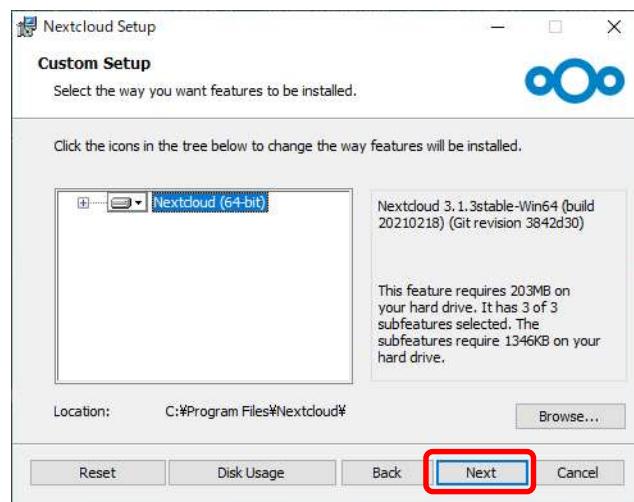 Nextcloud Setup
Custom Setup
Select the way you want features to be installed.
Click the icons in the tree below to change the way features will be installed.
Nextcloud (64-bit)
Nextcloud 3.1.3stable-Win64 (build
20210218) (Git revision 3842d30)
This feature requires 203MB on
your hard drive. It has 3 of 3
subfeatures selected. The
subfeatures require 1346KB on your
hard drive.
Location: C:¥Program Files¥Nextcloud¥
Browse...
Reset Disk Usage Back Next Cancel